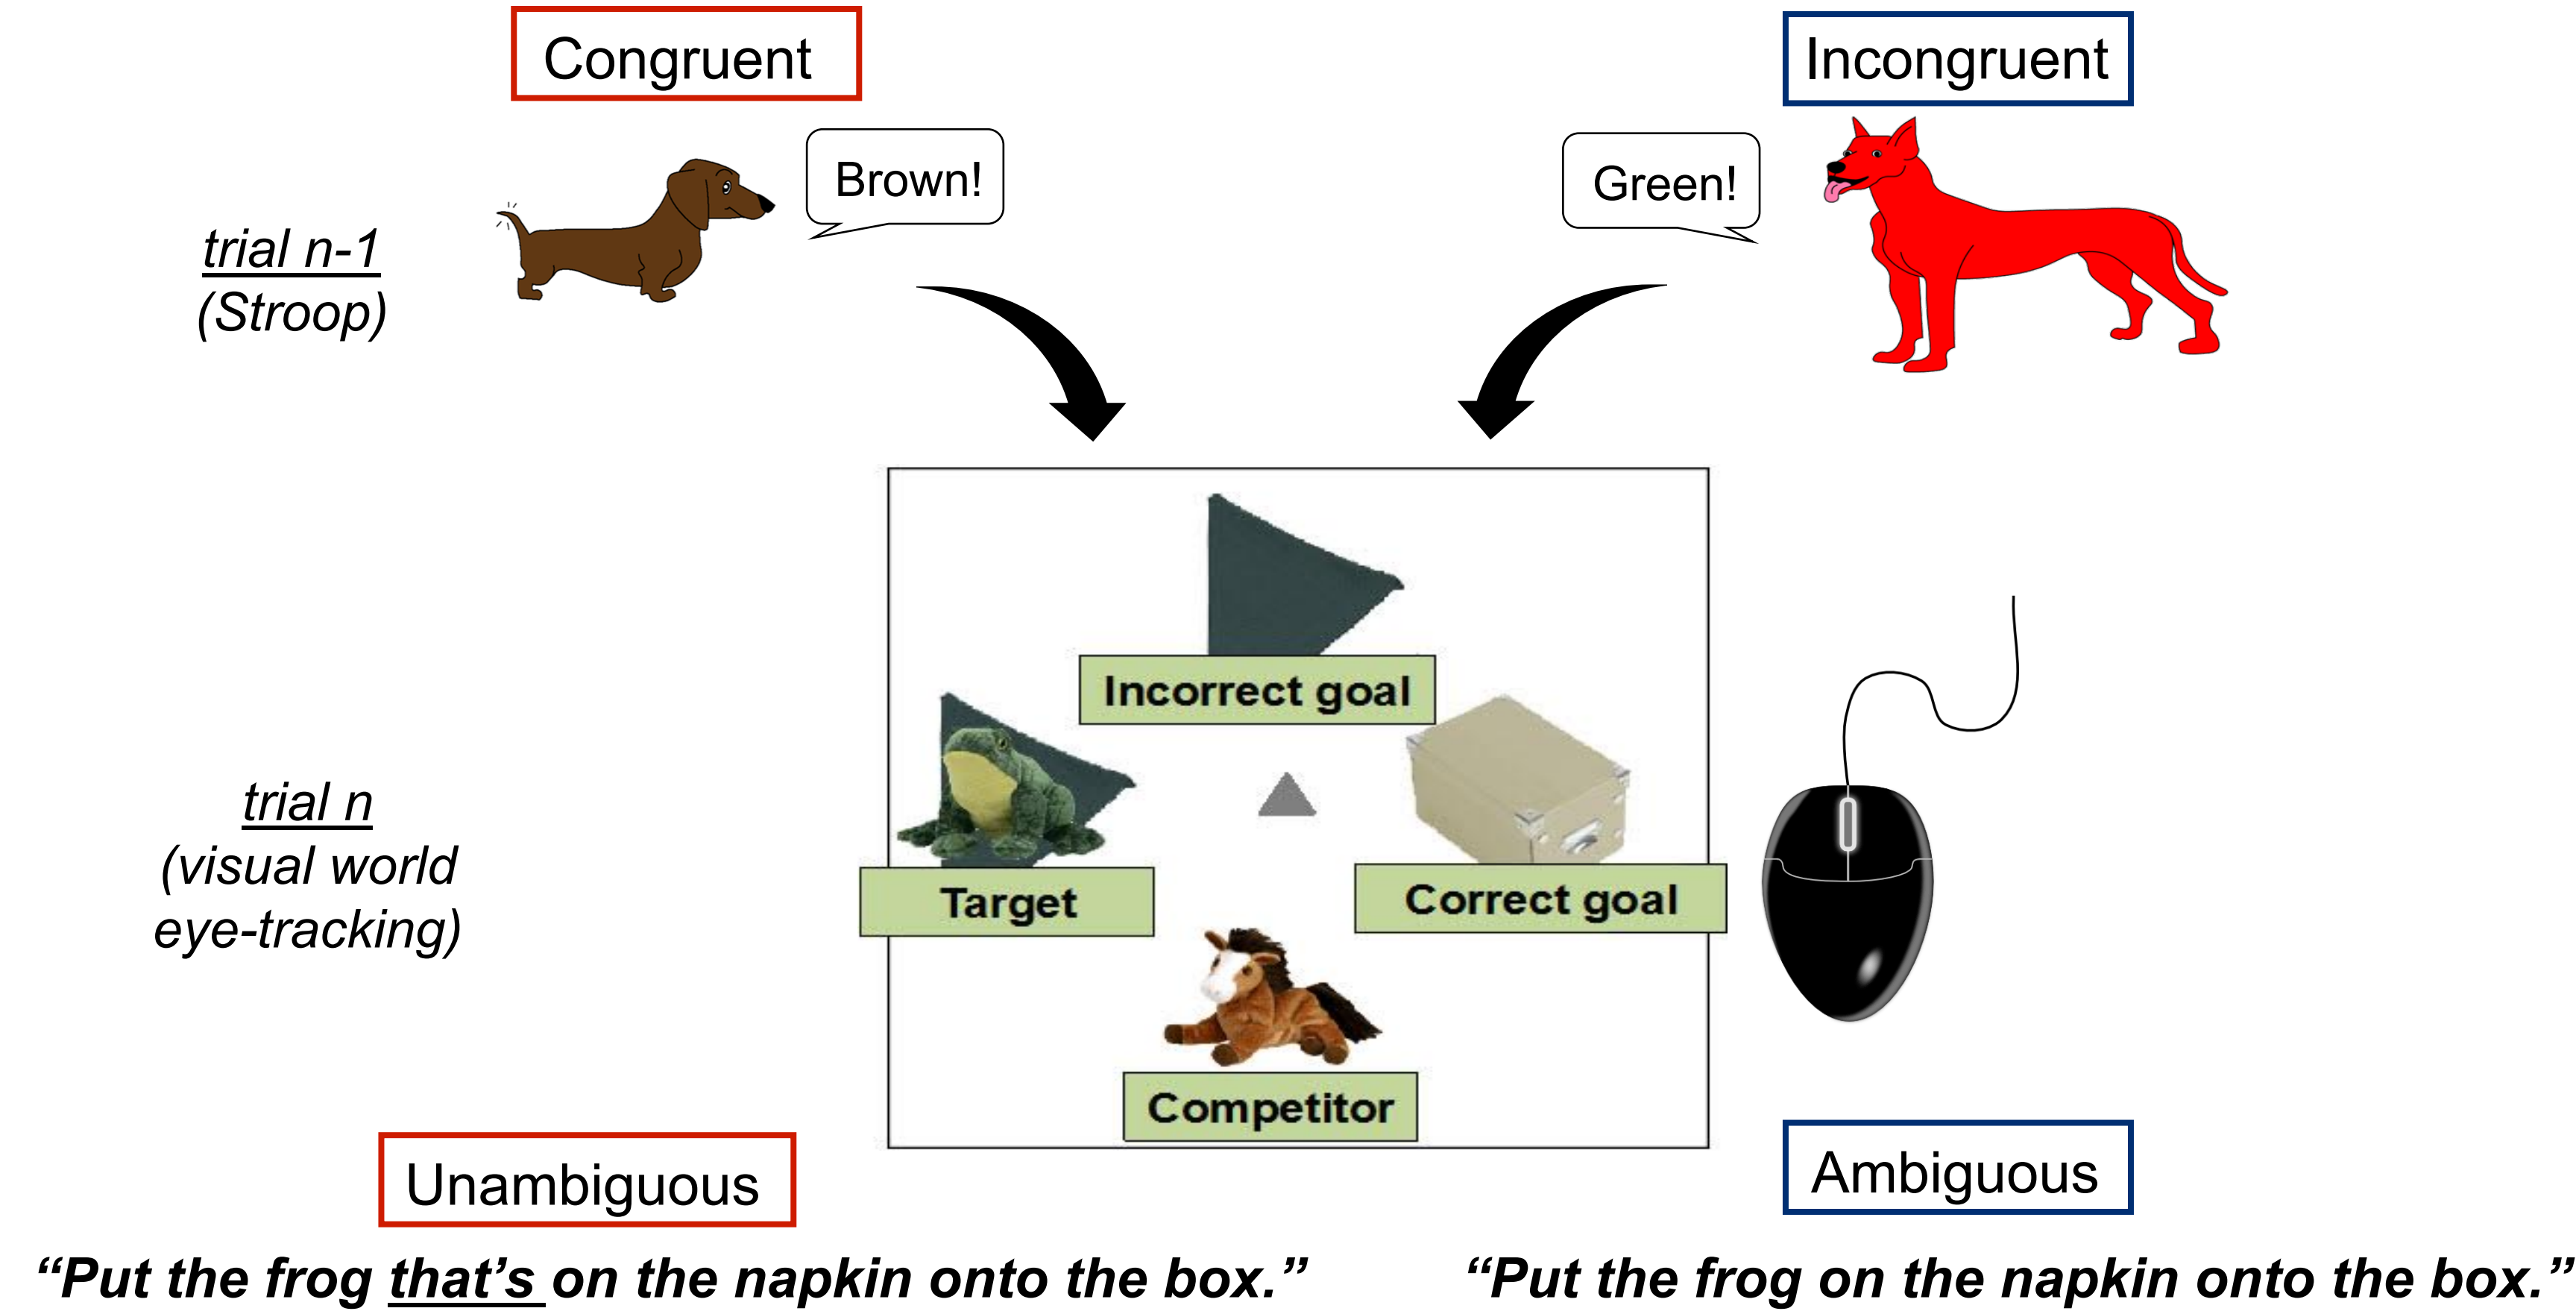 Congruent
Incongruent
Brown!
Green!
trial n-1
(Stroop)
Incorrect goal
trial n
(visual world
eye-tracking)
Target
Correct goal
Competitor
Unambiguous
Ambiguous
“Put the frog that’s on the napkin onto the box.”
“Put the frog on the napkin onto the box.”